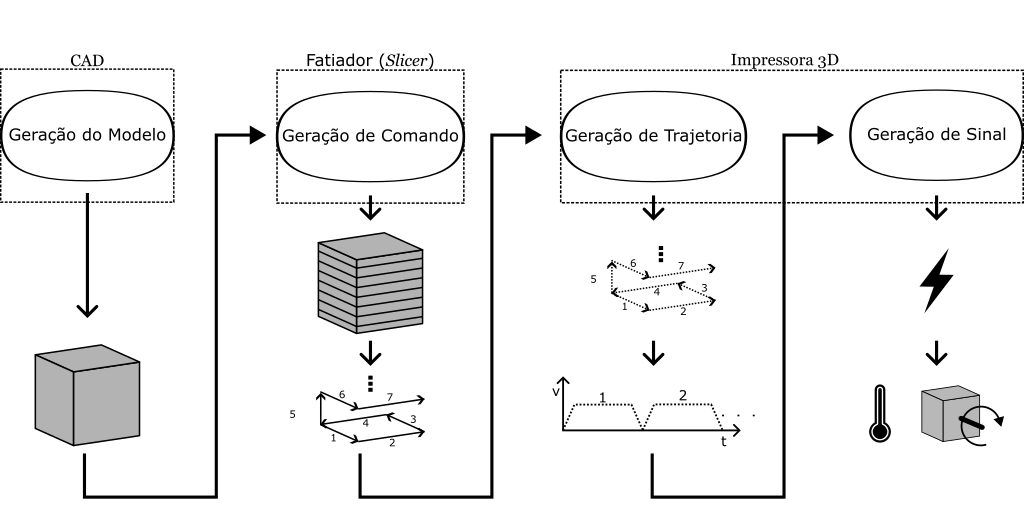 CAD
Fatiador (Slicer)
Impressora 3D
Geração do Modelo
Geração de Comando
Geração de Trajetoria
Geração de Sinal
6
7
5
4
3
1
2
6
7
5
4
3
1
2
v
1
2
. . .
t